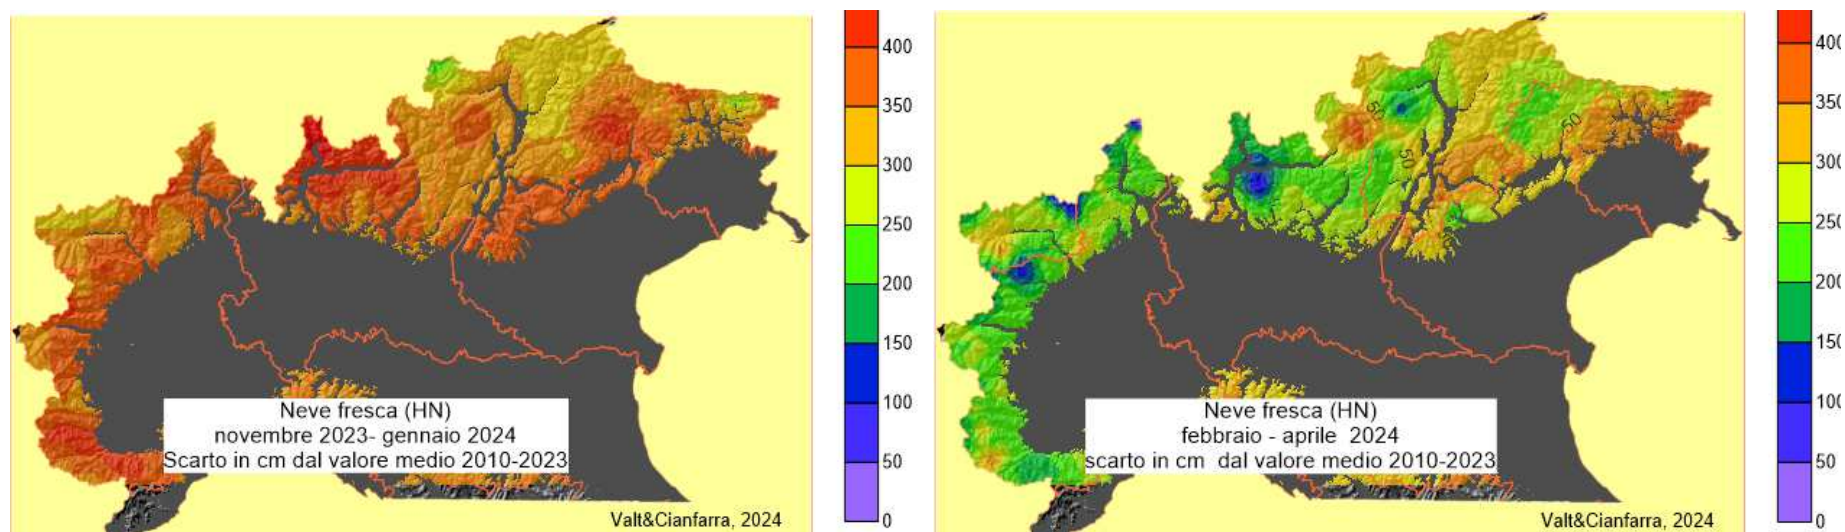 400
350
300
250
200
150
100
50
0
Neve fresca (HN)
novembre 2023- gennaio 2024
Scarto in cm dal valore medio 2010-2023
Valt&Cianfarra, 2024
50
50
50
400
350
300
250
200
150
100
50
0
Neve fresca (HN)
febbraio - aprile 2024
scarto in cm dal valore medio 2010-2023
Valt&Cianfarra, 2024